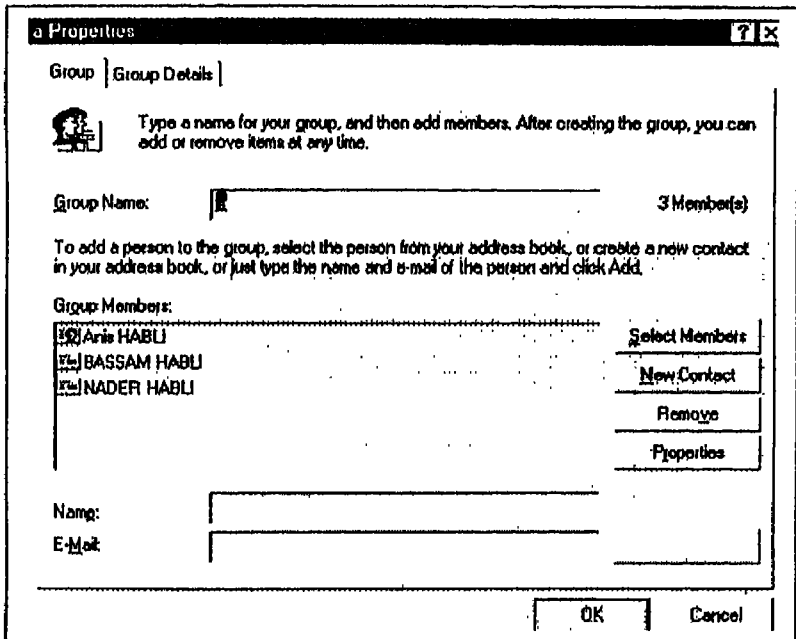 a Properties
Group
Group Details
Type a name for your group, and then add members. After creating the group, you can
add or remove items at any time.
Group Name:
a
3 Member(s)
To add a person to the group, select the person from your address book, or create a new contact
in your address book, or just type the name and e-mail of the person and click Add.
Group Members:
Anis HABLI
BASSAM HABLI
NADER HABLI
Select Members
New Contact
Remove
Properties
Name:
E-Mail:
OK
Cancel